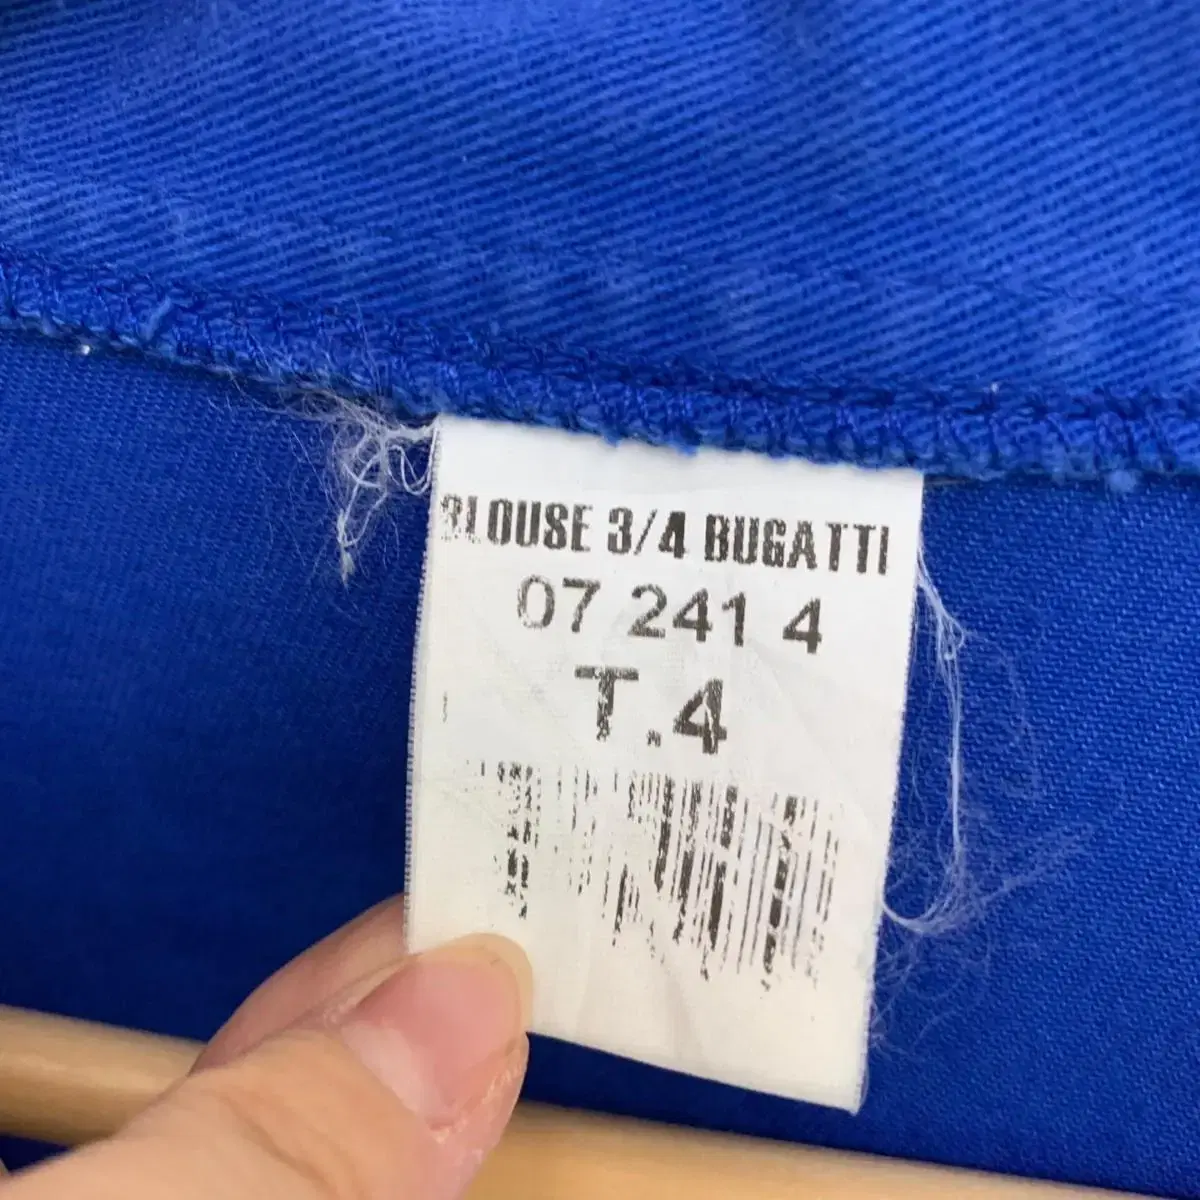 BLOUSE 3/4 BUGATTI
07 241 4
T.4